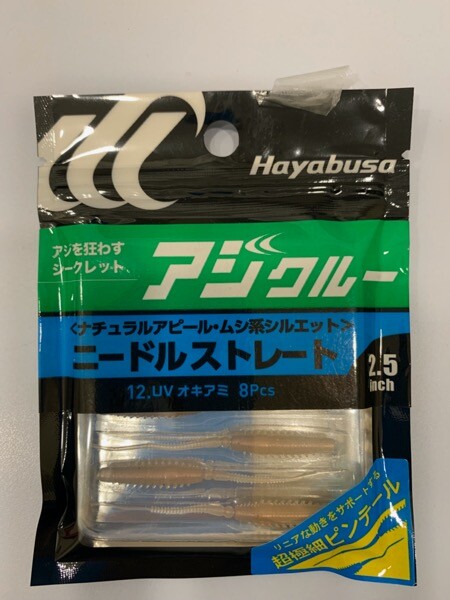 Hayabusa
アジを狂わす
シークレット
アジクルー
<ナチュラルアピール・ムシ系シルエット>
ニードルストレート
2.5
inch
12.UV オキアミ 8Pcs
リニアな動きをサポートする
超極細ピンテール